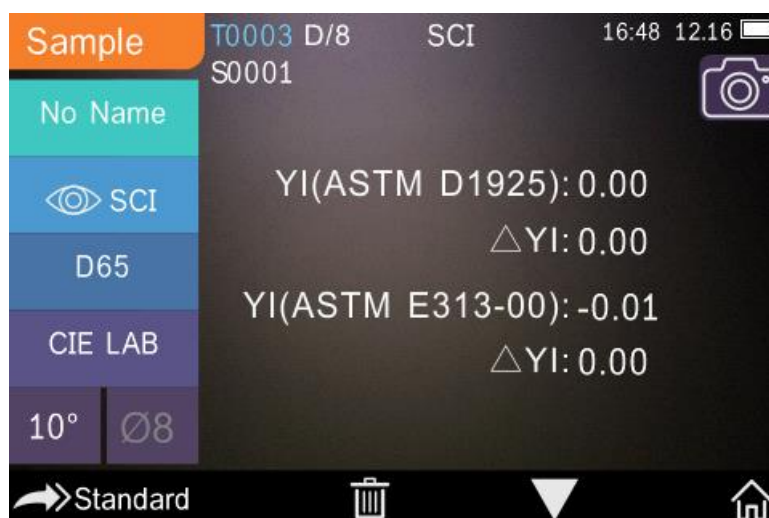 Sample
T0003 D/8 SCI 16:48 12.16
S0001
No Name
SCI
D65
CIE LAB
10° Ø8
YI(ASTM D1925): 0.00
△YI: 0.00
YI(ASTM E313-00): -0.01
△YI: 0.00
Standard